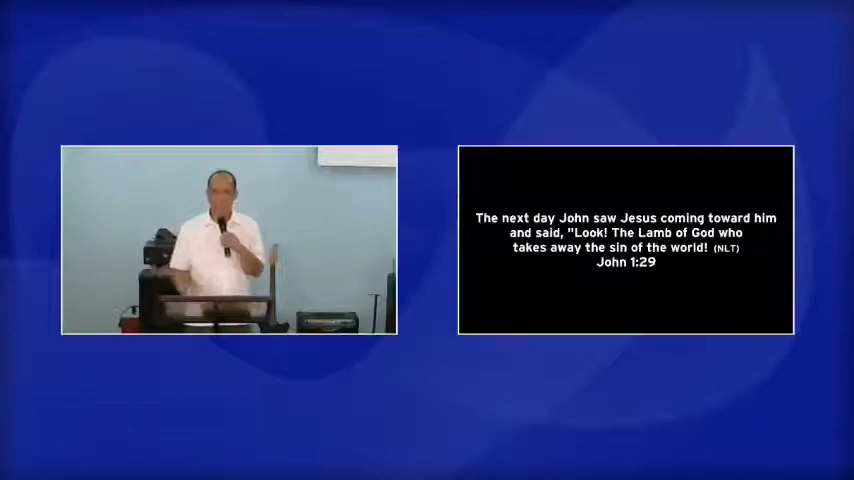 The next day John saw Jesus coming toward him
and said, "Look! The Lamb of God who
takes away the sin of the world! (NLT)
John 1:29